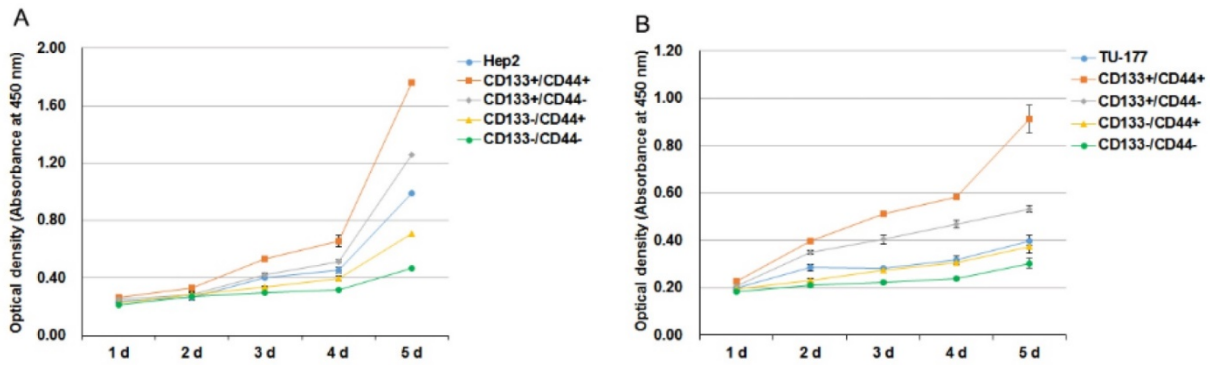 A
Optical density (Absorbance at 450 nm)
2.00
1.60
1.20
0.80
0.40
0.00
1 d 2 d 3 d 4 d 5 d
Hep2
CD133+/CD44+
CD133+/CD44-
CD133-/CD44+
CD133-/CD44-
B
Optical density (Absorbance at 450 nm)
1.20
1.00
0.80
0.60
0.40
0.20
0.00
1 d 2 d 3 d 4 d 5 d
TU-177
CD133+/CD44+
CD133+/CD44-
CD133-/CD44+
CD133-/CD44-